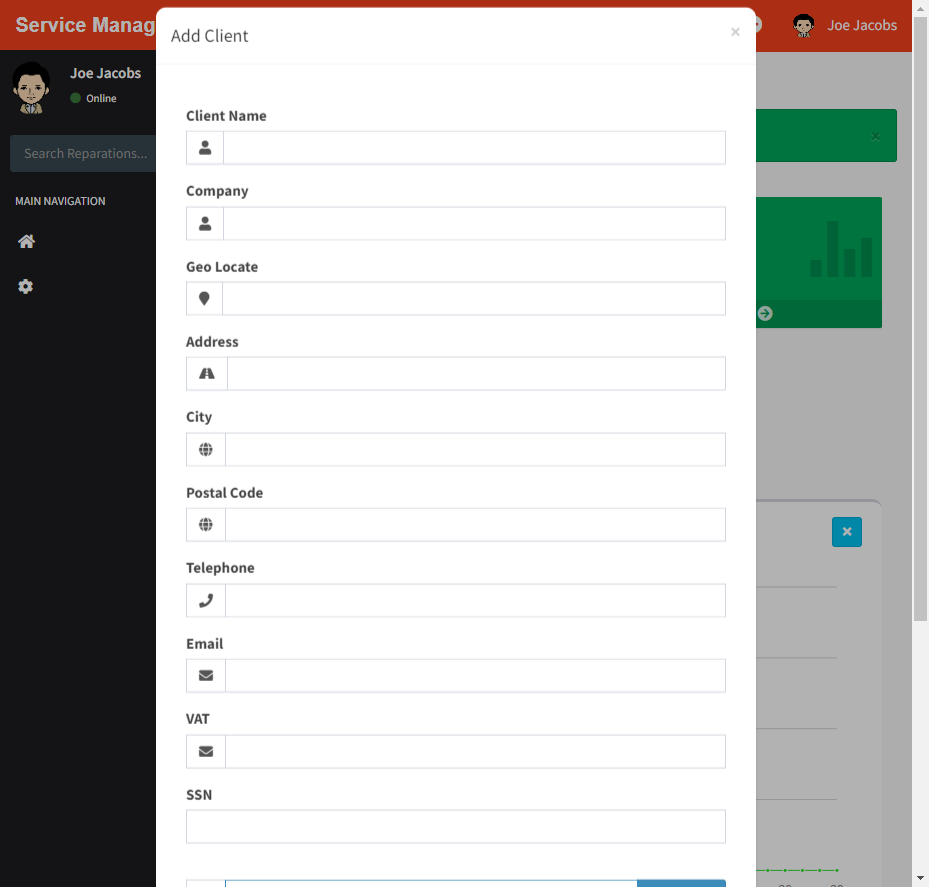 Service Manag
Add Client
×
Joe Jacobs
Joe Jacobs
Online
Search Reparations...
MAIN NAVIGATION
Client Name
Company
Geo Locate
Address
City
Postal Code
Telephone
Email
VAT
SSN